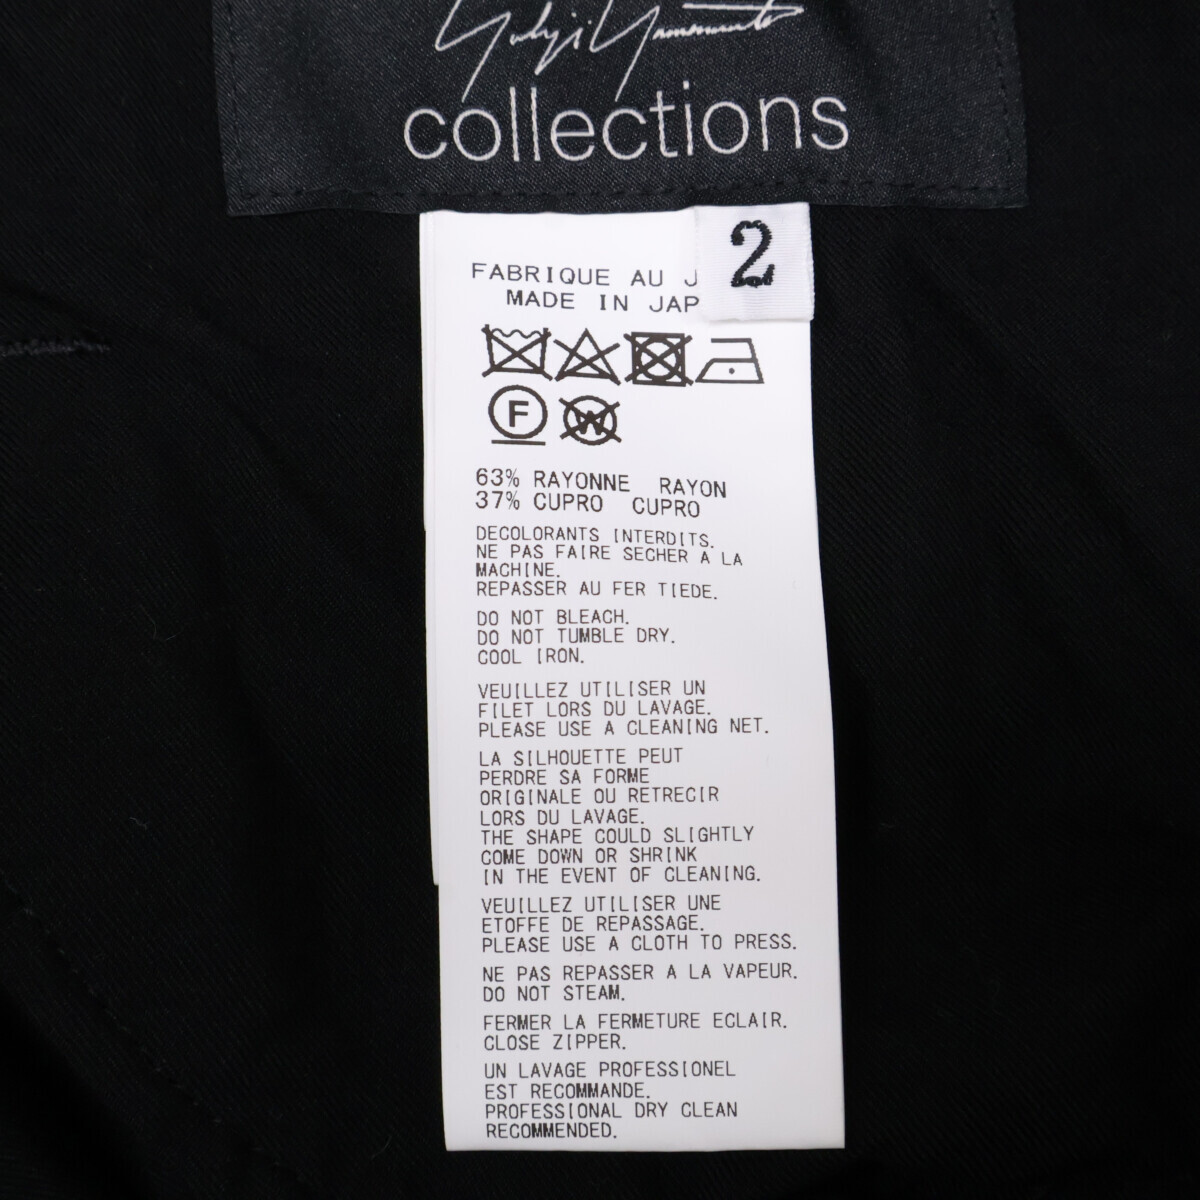 Yohji Yamamoto
collections
2
FABRIQUE AU J
MADE IN JAP
F
W
63% RAYONNE RAYON
37% CUPRO CUPRO
DECOLORANTS INTERDITS.
NE PAS FAIRE SECHER A LA
MACHINE.
REPASSER AU FER TIEDE.
DO NOT BLEACH.
DO NOT TUMBLE DRY.
COOL IRON.
VEUILLEZ UTILISER UN
FILET LORS DU LAVAGE.
PLEASE USE A CLEANING NET.
LA SILHOUETTE PEUT
PERDRE SA FORME
ORIGINALE OU RETRECIR
LORS DU LAVAGE.
THE SHAPE COULD SLIGHTLY
COME DOWN OR SHRINK
IN THE EVENT OF CLEANING.
VEUILLEZ UTILISER UNE
ETOFFE DE REPASSAGE.
PLEASE USE A CLOTH TO PRESS.
NE PAS REPASSER A LA VAPEUR.
DO NOT STEAM.
FERMER LA FERMETURE ECLAIR.
CLOSE ZIPPER.
UN LAVAGE PROFESSIONEL
EST RECOMMANDE.
PROFESSIONAL DRY CLEAN
RECOMMENDED.